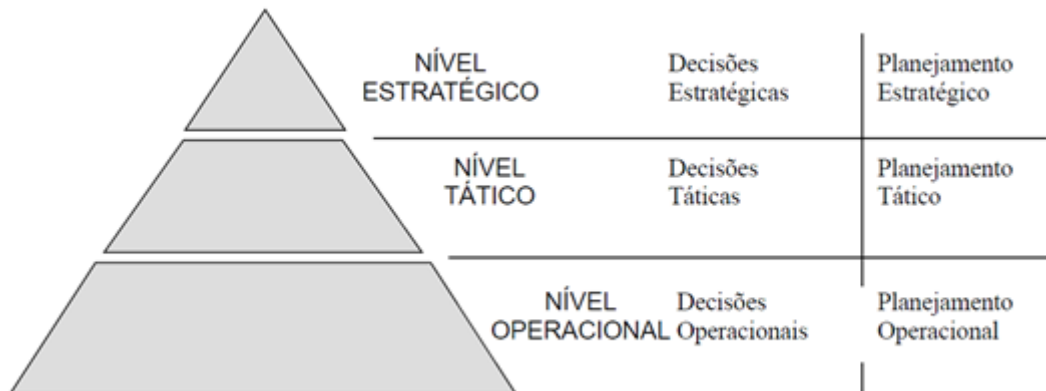 NÍVEL
ESTRATÉGICO
Decisões
Estratégicas
Planejamento
Estratégico
NÍVEL
TÁTICO
Decisões
Táticas
Planejamento
Tático
NÍVEL
OPERACIONAL
Decisões
Operacionais
Planejamento
Operacional